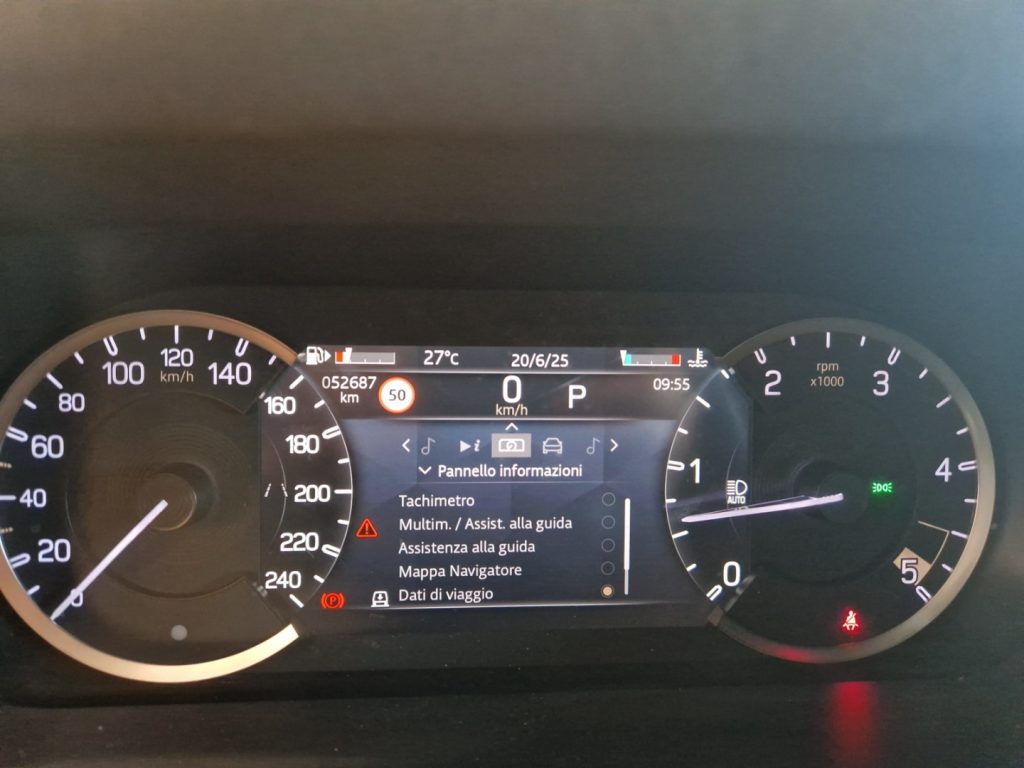 27°C 20/6/25
052687 km 50 0 km/h P 09:55
Pannello informazioni
Tachimetro
Multim. / Assist. alla guida
Assistenza alla guida
Mappa Navigatore
Dati di viaggio
0
20
40
60
80
100
120
km/h
140
160
180
200
220
240
rpm
x1000
0
1
2
3
4
5
AUTO
P